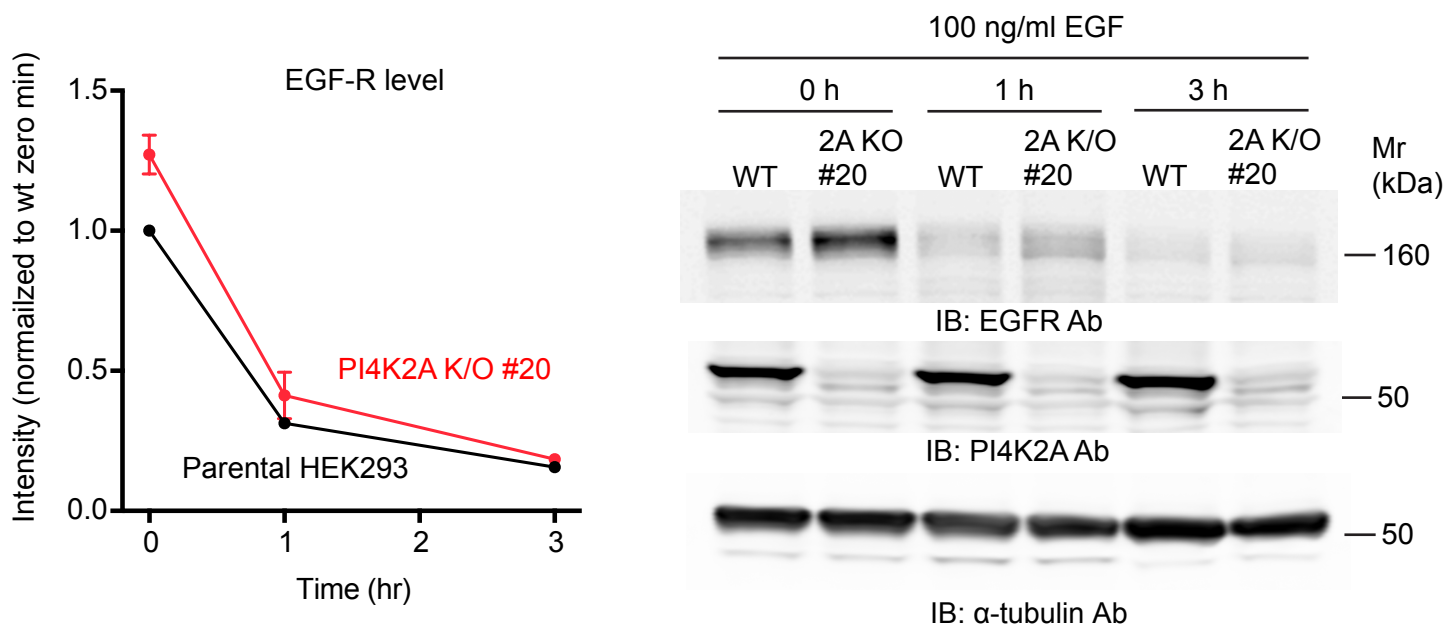 EGF-R level
Intensity (normailzed to wt zero min)
1.5
1.0
0.5
0.0
PI4K2A K/O #20
Parental HEK293
0 1 2 3
Time (hr)
100 ng/ml EGF
0 h 1 h 3 h
WT 2A KO #20 WT 2A K/O #20 WT 2A K/O #20
Mr (kDa)
160
IB: EGFR Ab
50
IB: PI4K2A Ab
50
IB: α-tubulin Ab